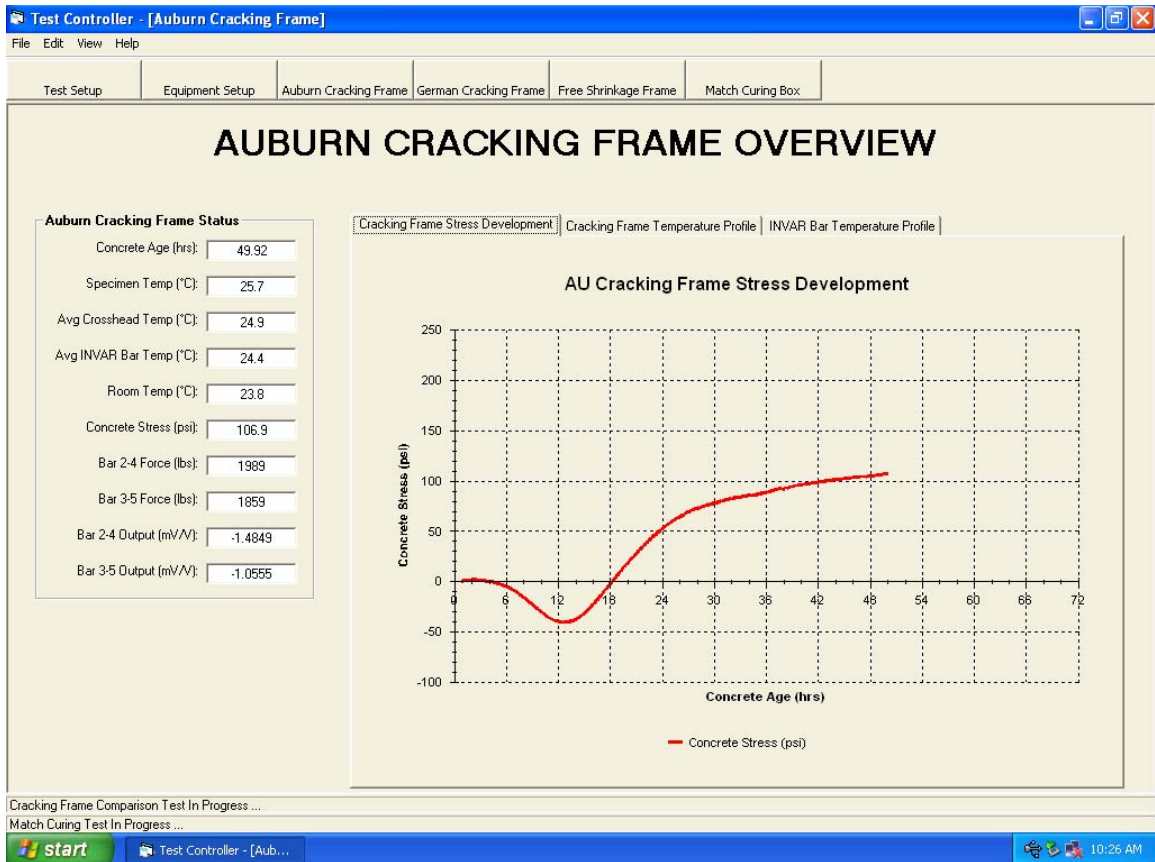 Test Controller - [Auburn Cracking Frame]
File Edit View Help
Test Setup Equipment Setup Auburn Cracking Frame German Cracking Frame Free Shrinkage Frame Match Curing Box
AUBURN CRACKING FRAME OVERVIEW
Auburn Cracking Frame Status
Concrete Age (hrs): 49.92
Specimen Temp (°C): 25.7
Avg Crosshead Temp (°C): 24.9
Avg INVAR Bar Temp (°C): 24.4
Room Temp (°C): 23.8
Concrete Stress (psi): 106.9
Bar 2-4 Force (lbs): 1989
Bar 3-5 Force (lbs): 1859
Bar 2-4 Output (mV/V): -1.4849
Bar 3-5 Output (mV/V): -1.0555
Cracking Frame Stress Development Cracking Frame Temperature Profile INVAR Bar Temperature Profile
AU Cracking Frame Stress Development
Concrete Stress (psi)
250
200
150
100
50
0
-50
-100
0 6 12 18 24 30 36 42 48 54 60 66 72
Concrete Age (hrs)
Concrete Stress (psi)
Cracking Frame Comparison Test In Progress ...
Match Curing Test In Progress ...
start Test Controller - [Aub... 10:26 AM